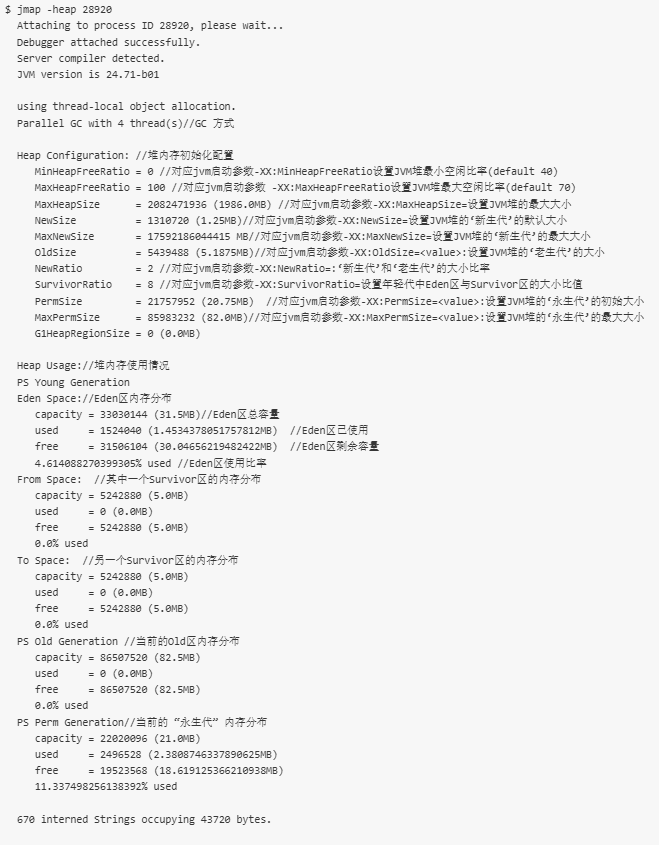 $ jmap -heap 28920
Attaching to process ID 28920, please wait...
Debugger attached successfully.
Server compiler detected.
JVM version is 24.71-b01
using thread-local object allocation.
Parallel GC with 4 thread(s)//GC 方式
Heap Configuration: //堆内存初始化配置
MinHeapFreeRatio = 0 //对应jvm启动参数-XX:MinHeapFreeRatio设置JVM堆最小空闲比率(default 40)
MaxHeapFreeRatio = 100 //对应jvm启动参数 -XX:MaxHeapFreeRatio设置JVM堆最大空闲比率(default 70)
MaxHeapSize      = 2082471936 (1986.0MB) //对应jvm启动参数-XX:MaxHeapSize=设置JVM堆的最大大小
NewSize          = 1310720 (1.25MB)//对应jvm启动参数-XX:NewSize=设置JVM堆的‘新生代’的默认大小
MaxNewSize       = 17592186044415 MB//对应jvm启动参数-XX:MaxNewSize=设置JVM堆的‘新生代’的最大大小
OldSize          = 5439488 (5.1875MB)//对应jvm启动参数-XX:OldSize=<value>:设置JVM堆的‘老生代’的大小
NewRatio         = 2 //对应jvm启动参数-XX:NewRatio=:‘新生代’和‘老生代’的大小比率
SurvivorRatio    = 8 //对应jvm启动参数-XX:SurvivorRatio=设置年轻代中Eden区与Survivor区的大小比值
PermSize         = 21757952 (20.75MB)  //对应jvm启动参数-XX:PermSize=<value>:设置JVM堆的‘永生代’的初始大小
MaxPermSize      = 85983232 (82.0MB)//对应jvm启动参数-XX:MaxPermSize=<value>:设置JVM堆的‘永生代’的最大大小
G1HeapRegionSize = 0 (0.0MB)
Heap Usage://堆内存使用情况
PS Young Generation
Eden Space://Eden区内存分布
capacity = 33030144 (31.5MB)//Eden区总容量
used     = 1524040 (1.4534378051757812MB)  //Eden区已使用
free     = 31506104 (30.04656219482422MB)  //Eden区剩余容量
4.614088270399305% used //Eden区使用比率
From Space:  //其中一个Survivor区的内存分布
capacity = 5242880 (5.0MB)
used     = 0 (0.0MB)
free     = 5242880 (5.0MB)
0.0% used
To Space:  //另一个Survivor区的内存分布
capacity = 5242880 (5.0MB)
used     = 0 (0.0MB)
free     = 5242880 (5.0MB)
0.0% used
PS Old Generation //当前的Old区内存分布
capacity = 86507520 (82.5MB)
used     = 0 (0.0MB)
free     = 86507520 (82.5MB)
0.0% used
PS Perm Generation//当前的 “永生代” 内存分布
capacity = 22020096 (21.0MB)
used     = 2496528 (2.3808746337890625MB)
free     = 19523568 (18.619125366210938MB)
11.337498256138392% used
670 interned Strings occupying 43720 bytes.